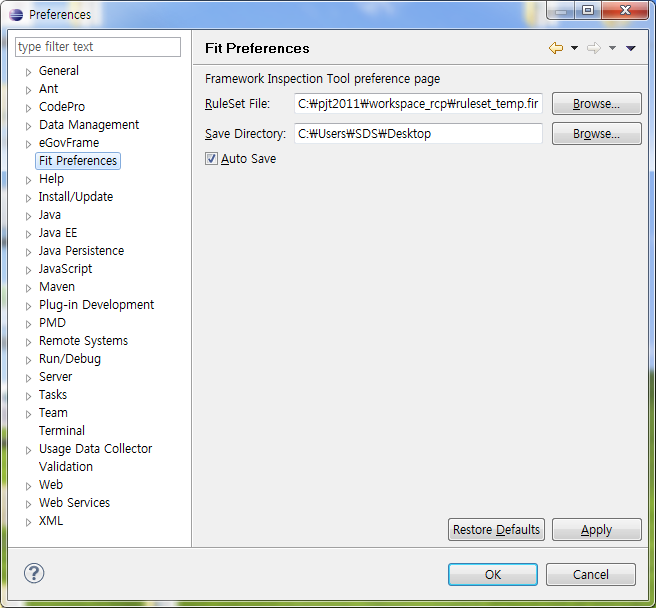 Preferences
type filter text
General
Ant
CodePro
Data Management
eGovFrame
Fit Preferences
Help
Install/Update
Java
Java EE
Java Persistence
JavaScript
Maven
Plug-in Development
PMD
Remote Systems
Run/Debug
Server
Tasks
Team
Terminal
Usage Data Collector
Validation
Web
Web Services
XML
Fit Preferences
Framework Inspection Tool preference page
RuleSet File: C:₩pjt2011₩workspace_rcp₩ruleset_temp.fir Browse...
Save Directory: C:₩Users₩SDS₩Desktop Browse...
Auto Save
Restore Defaults Apply
OK Cancel